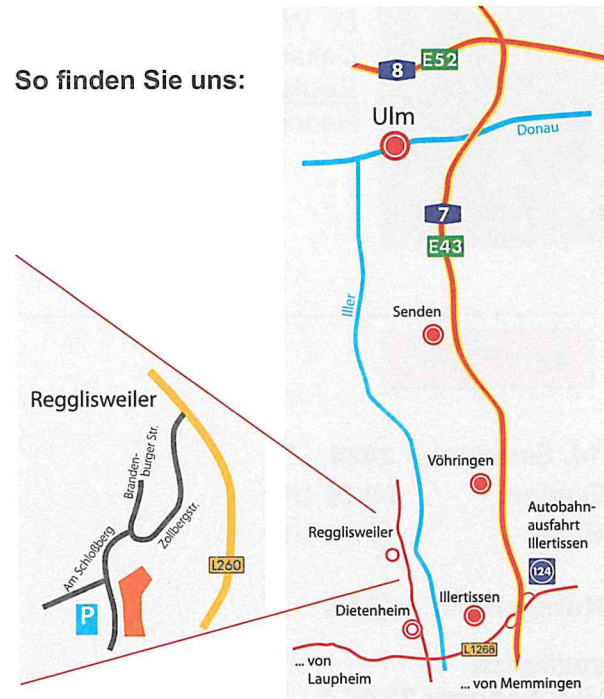 So finden Sie uns:
8
E52
Ulm
Donau
7
E43
Iller
Senden
Regglisweiler
Branden-
burger Str.
Zollbergstr.
Am Schloßberg
P
L260
Vöhringen
Regglisweiler
Autobahn-
ausfahrt
Illertissen
124
Dietenheim
Illertissen
L1268
... von
Laupheim
... von Memmingen